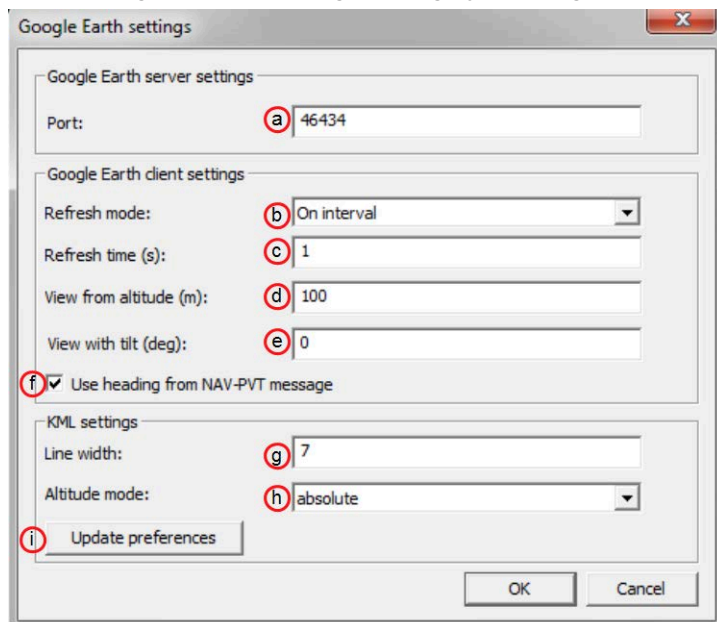 Google Earth settings
Google Earth server settings
Port: a 46434
Google Earth client settings
Refresh mode: b On interval
Refresh time (s): c 1
View from altitude (m): d 100
View with tilt (deg): e 0
f Use heading from NAV-PVT message
KML settings
Line width: g 7
Altitude mode: h absolute
i Update preferences
OK Cancel